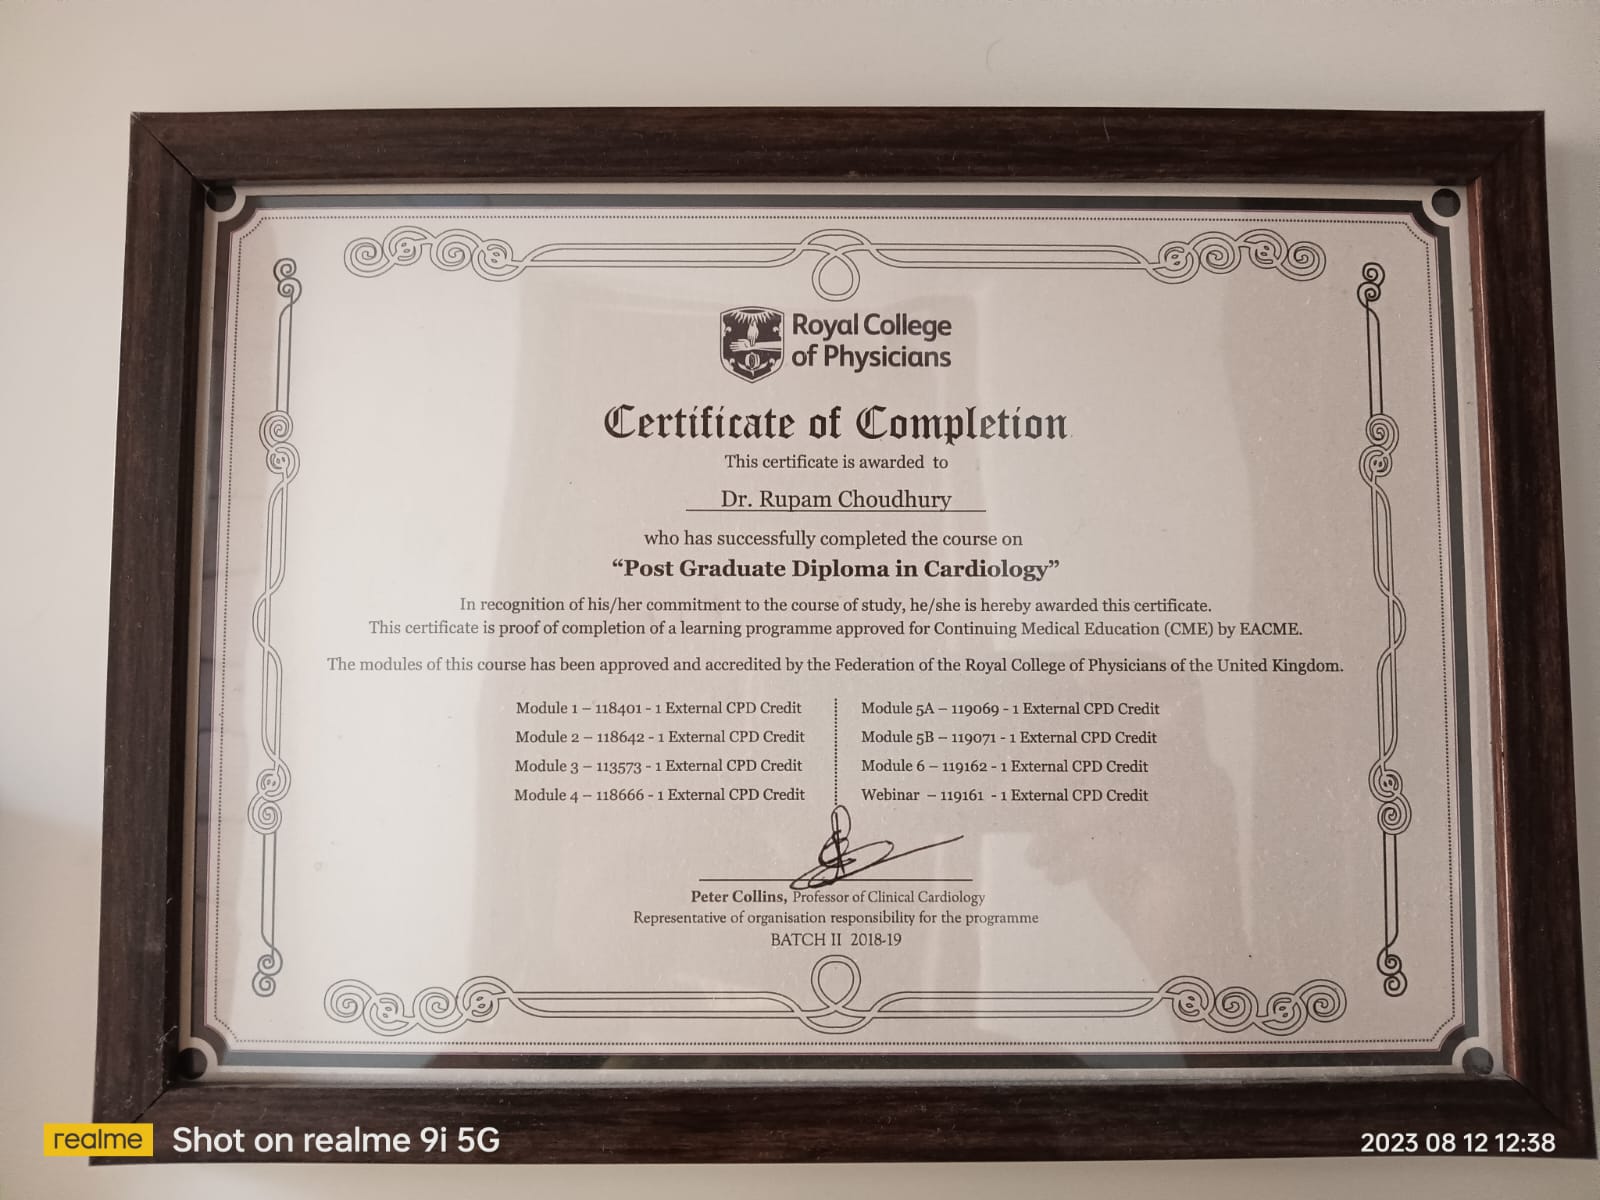 Royal College
of Physicians
Certificate of Completion
This certificate is awarded to
Dr. Rupam Choudhury
who has successfully completed the course on
“Post Graduate Diploma in Cardiology”
In recognition of his/her commitment to the course of study, he/she is hereby awarded this certificate.
This certificate is proof of completion of a learning programme approved for Continuing Medical Education (CME) by EACME.
The modules of this course has been approved and accredited by the Federation of the Royal College of Physicians of the United Kingdom.
Module 1 – 118401 - 1 External CPD Credit
Module 2 – 118642 - 1 External CPD Credit
Module 3 – 113573 - 1 External CPD Credit
Module 4 – 118666 - 1 External CPD Credit
Module 5A – 119069 - 1 External CPD Credit
Module 5B – 119071 - 1 External CPD Credit
Module 6 – 119162 - 1 External CPD Credit
Webinar – 119161 - 1 External CPD Credit
Peter Collins, Professor of Clinical Cardiology
Representative of organisation responsibility for the programme
BATCH II 2018-19
realme Shot on realme 9i 5G
2023 08 12 12:38